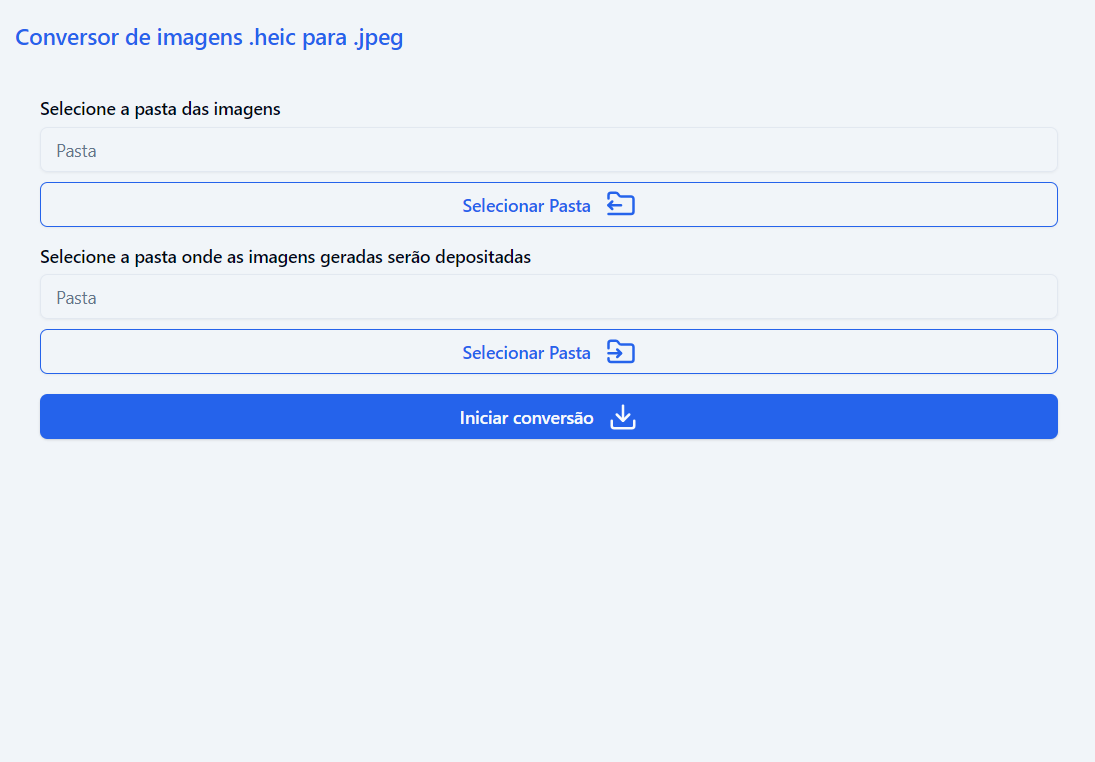 Conversor de imagens .heic para .jpeg
Selecione a pasta das imagens
Pasta
Selecionar Pasta
Selecione a pasta onde as imagens geradas serão depositadas
Pasta
Selecionar Pasta
Iniciar conversão